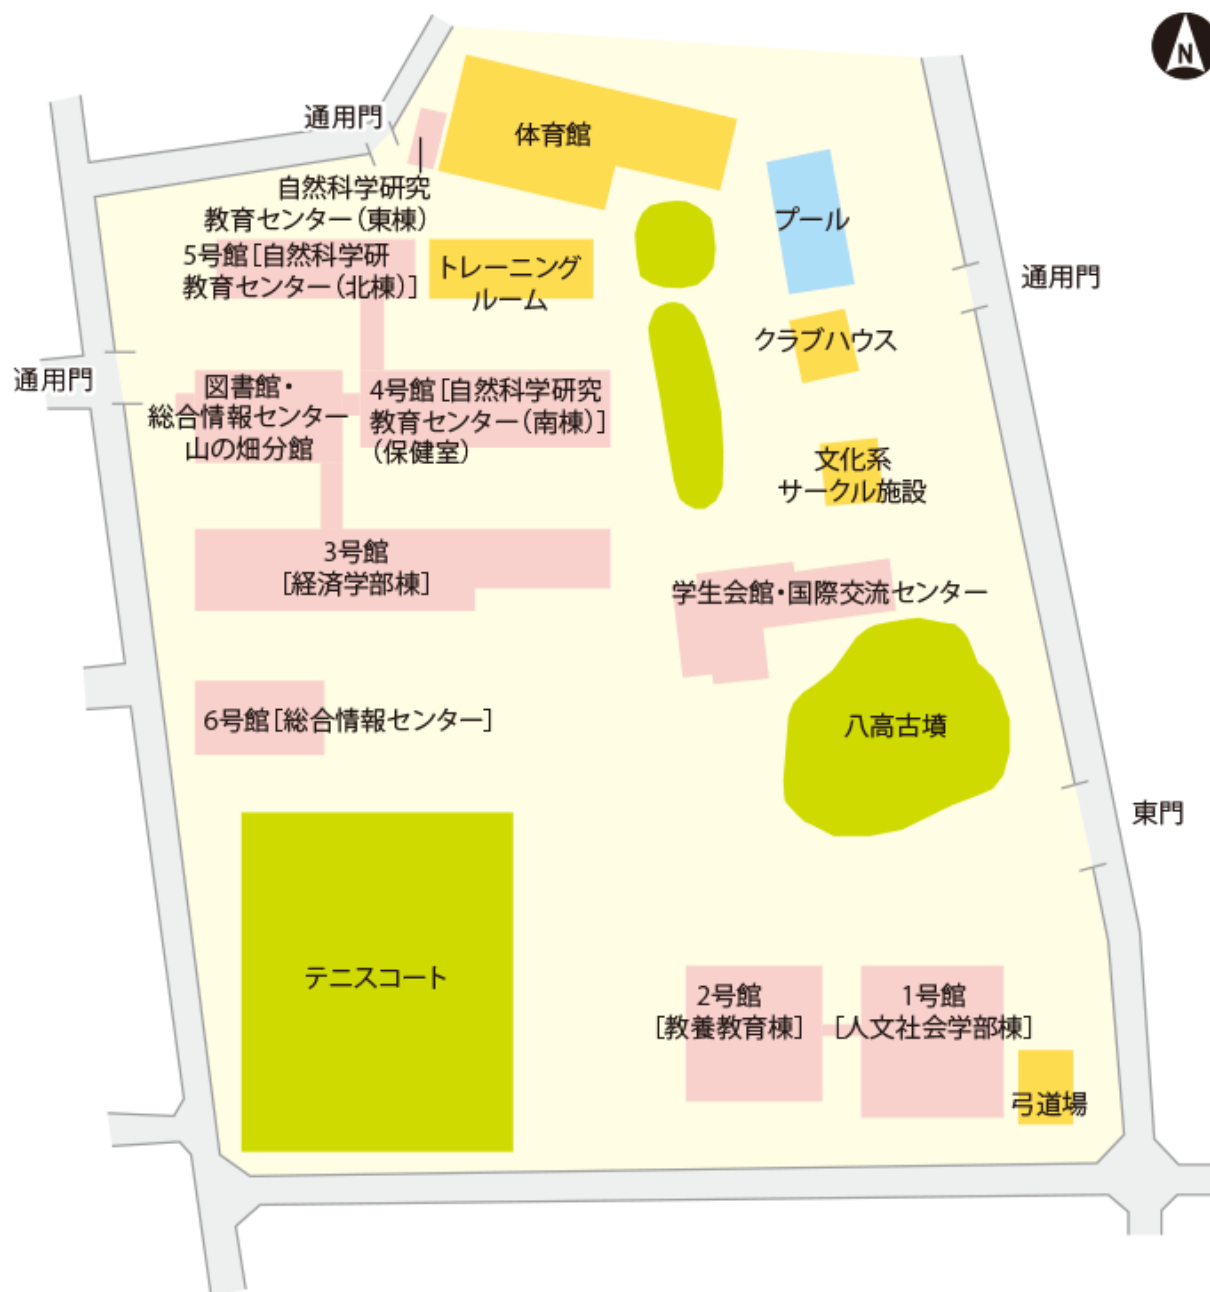 N
通用門
体育館
自然科学研究
教育センター(東棟)
プール
5号館[自然科学研
教育センター(北棟)]
トレーニング
ルーム
通用門
クラブハウス
通用門
図書館・
総合情報センター
山の畑分館
4号館[自然科学研究
教育センター(南棟)]
(保健室)
文化系
サークル施設
3号館
[経済学部棟]
学生会館・国際交流センター
6号館[総合情報センター]
八高古墳
東門
テニスコート
2号館
[教養教育棟]
1号館
[人文社会学部棟]
弓道場